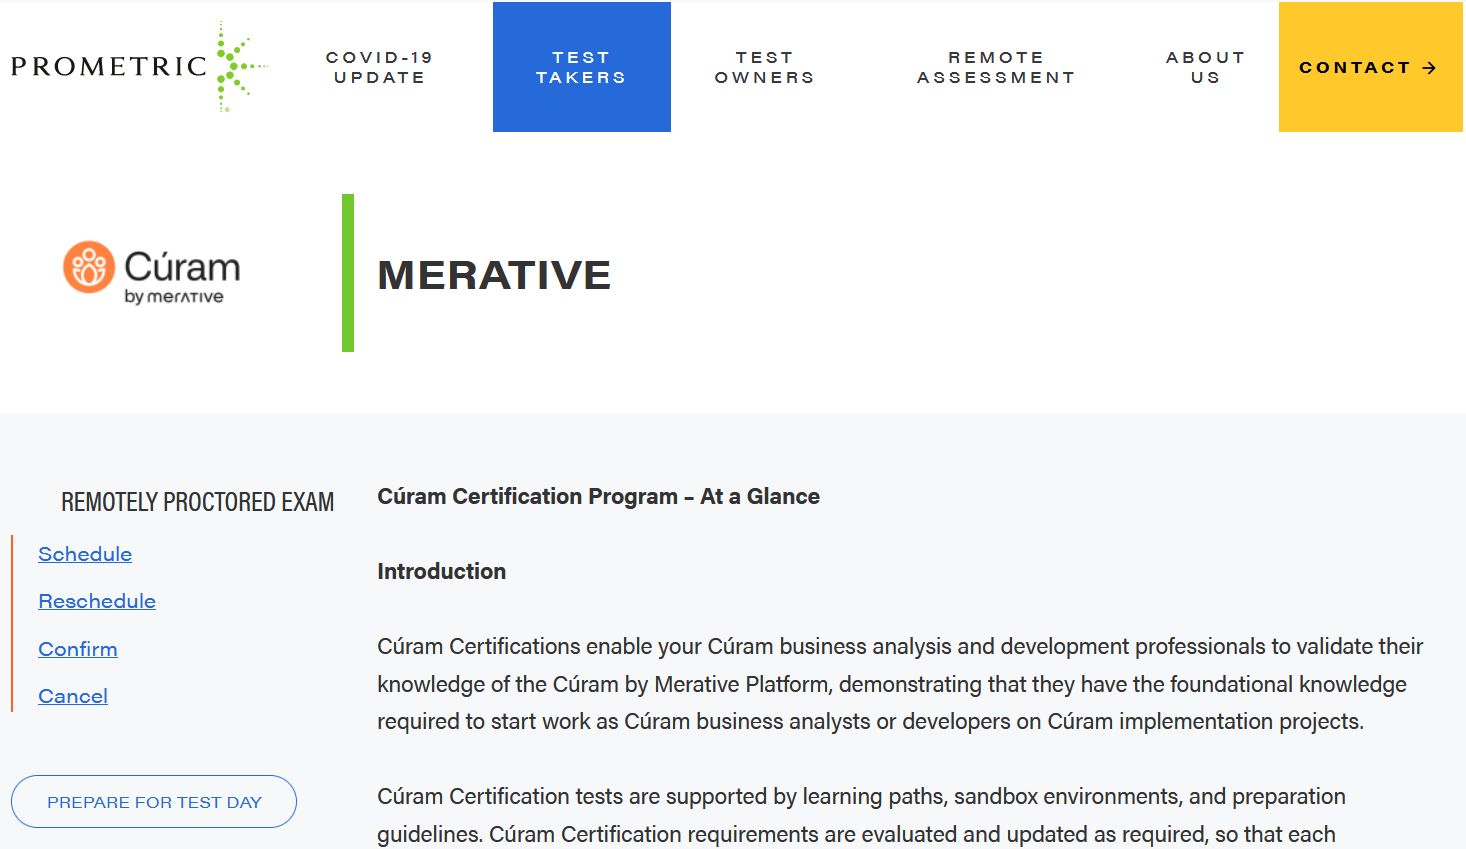 PROMETRIC
®
COVID-19
UPDATE
TEST
TAKERS
TEST
OWNERS
REMOTE
ASSESSMENT
ABOUT
US
CONTACT →
Cúram
by merative
MERATIVE
REMOTELY PROCTORED EXAM
Schedule
Reschedule
Confirm
Cancel
PREPARE FOR TEST DAY
Cúram Certification Program – At a Glance
Introduction
Cúram Certifications enable your Cúram business analysis and development professionals to validate their
knowledge of the Cúram by Merative Platform, demonstrating that they have the foundational knowledge
required to start work as Cúram business analysts or developers on Cúram implementation projects.
Cúram Certification tests are supported by learning paths, sandbox environments, and preparation
guidelines. Cúram Certification requirements are evaluated and updated as required, so that each